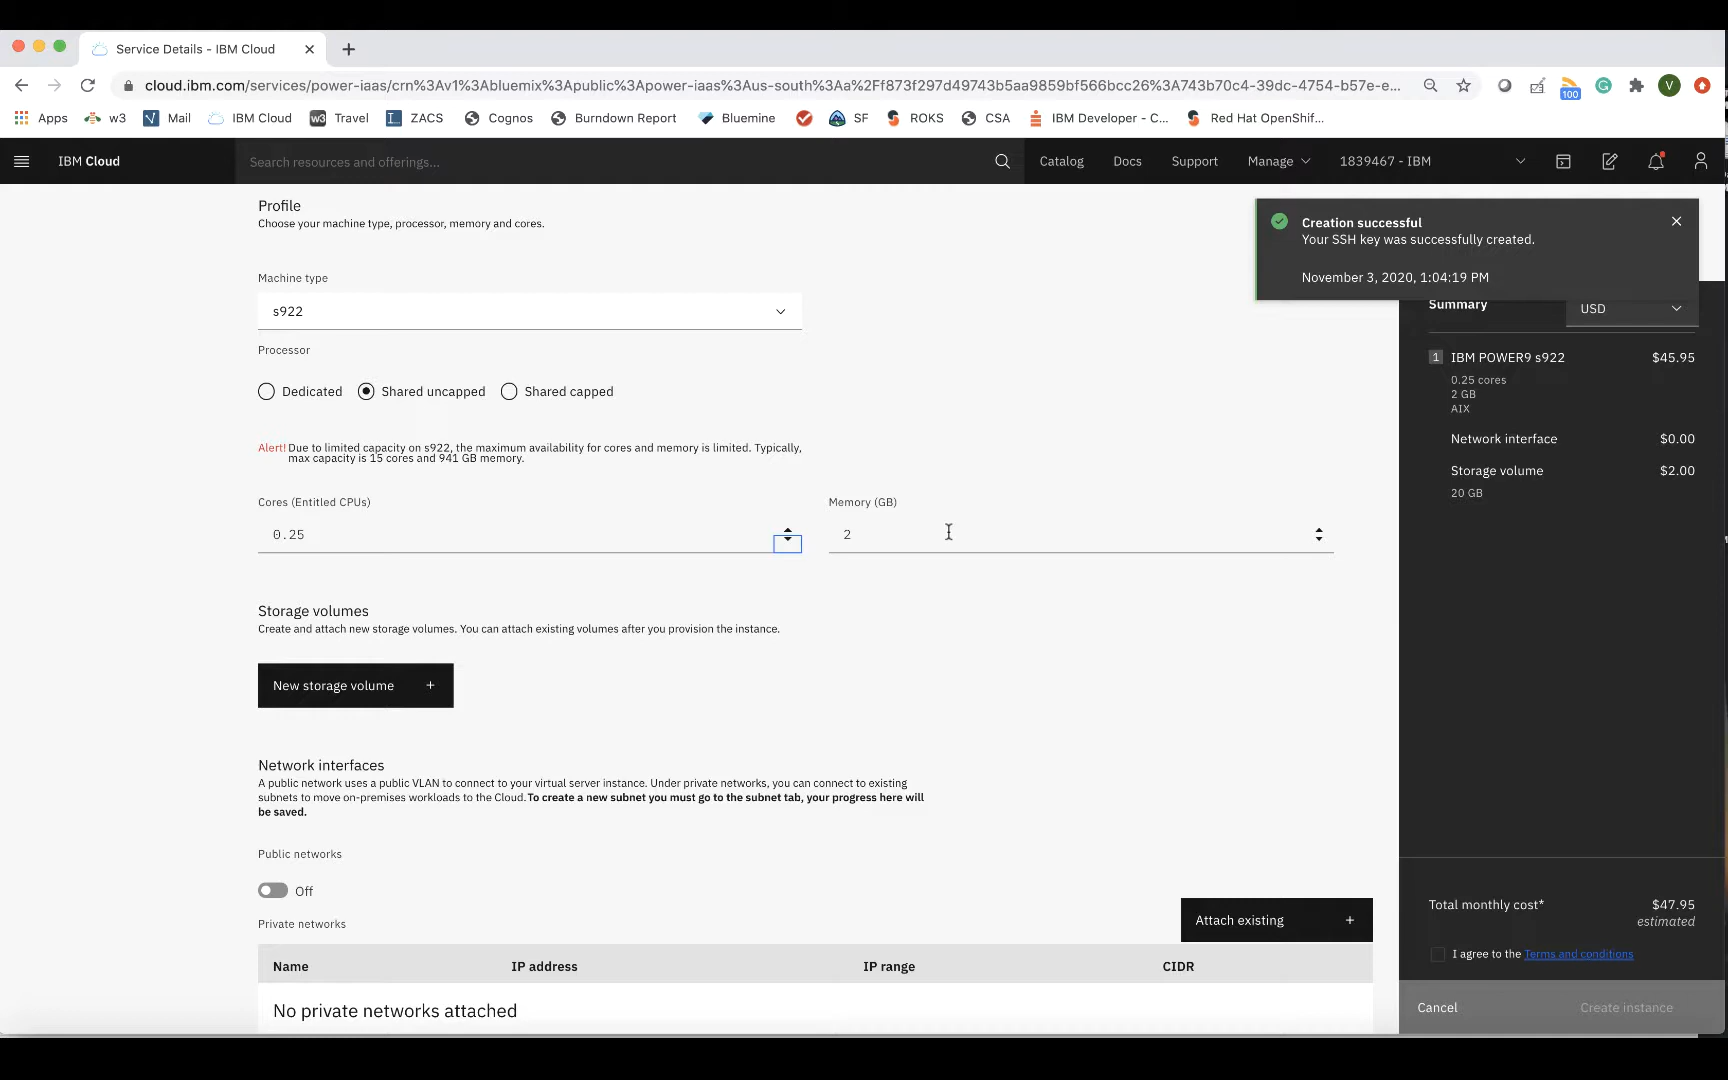 Service Details - IBM Cloud
cloud.ibm.com/services/power-iaas/crn%3Av1%3Abluemix%3Apublic%3Apower-iaas%3Aus-south%3Aa%2Ff873f297d49743b5aa9859bf566bcc26%3A743b70c4-39dc-4754-b57e-e...
100
V
Apps
w3
Mail
IBM Cloud
w3 Travel
ZACS
Cognos
Burndown Report
Bluemine
SF
ROKS
CSA
IBM Developer - C...
Red Hat OpenShif...
IBM Cloud
Search resources and offerings...
Catalog
Docs
Support
Manage
1839467 - IBM
Profile
Choose your machine type, processor, memory and cores.
Machine type
s922
Processor
Dedicated
Shared uncapped
Shared capped
Alert! Due to limited capacity on s922, the maximum availability for cores and memory is limited. Typically,
max capacity is 15 cores and 941 GB memory.
Cores (Entitled CPUs)
0.25
Memory (GB)
2
Storage volumes
Create and attach new storage volumes. You can attach existing volumes after you provision the instance.
New storage volume +
Network interfaces
A public network uses a public VLAN to connect to your virtual server instance. Under private networks, you can connect to existing
subnets to move on-premises workloads to the Cloud.To create a new subnet you must go to the subnet tab, your progress here will
be saved.
Public networks
Off
Private networks
Attach existing +
Name IP address IP range CIDR
No private networks attached
Creation successful
Your SSH key was successfully created.
November 3, 2020, 1:04:19 PM
Summary
USD
1 IBM POWER9 s922 $45.95
0.25 cores
2 GB
AIX
Network interface $0.00
Storage volume $2.00
20 GB
Total monthly cost* $47.95
estimated
I agree to the Terms and conditions
Cancel
Create instance